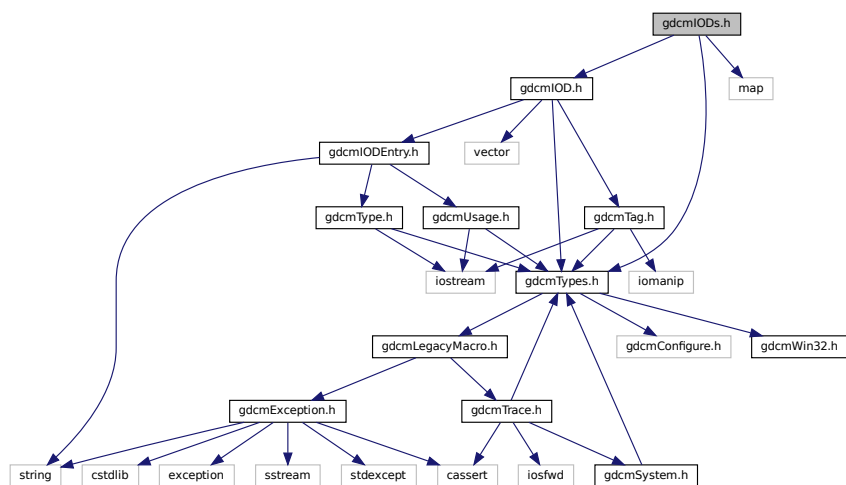 gdcmIODs.h
gdcmIOD.h
map
gdcmIODEntry.h
vector
gdcmType.h
gdcmUsage.h
gdcmTag.h
iostream
gdcmTypes.h
iomanip
gdcmLegacyMacro.h
gdcmConfigure.h
gdcmWin32.h
gdcmException.h
gdcmTrace.h
string
cstdlib
exception
sstream
stdexcept
cassert
iosfwd
gdcmSystem.h